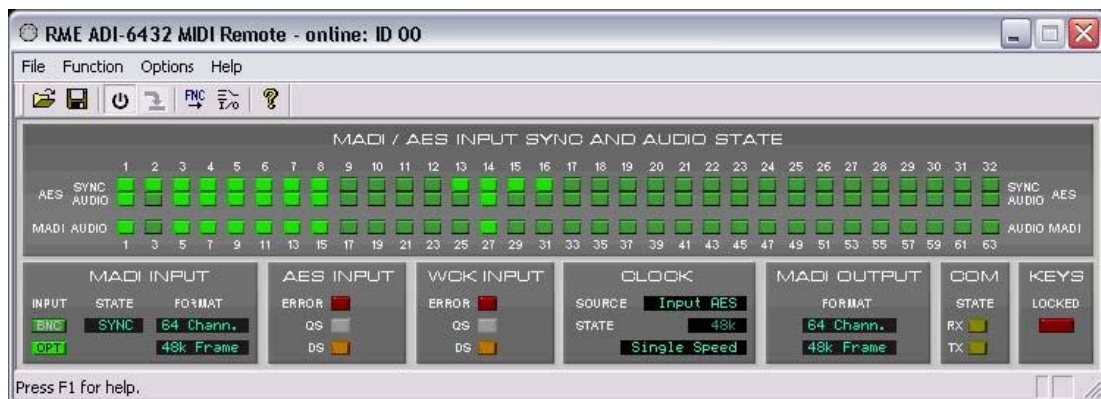 RME ADI-6432 MIDI Remote - online: ID 00
File Function Options Help
FNC I/O ?
MADI / AES INPUT SYNC AND AUDIO STATE
1 2 3 4 5 6 7 8 9 10 11 12 13 14 15 16 17 18 19 20 21 22 23 24 25 26 27 28 29 30 31 32
AES SYNC AUDIO SYNC AUDIO AES
MADI AUDIO AUDIO MADI
1 3 5 7 9 11 13 15 17 19 21 23 25 27 29 31 33 35 37 39 41 43 45 47 49 51 53 55 57 59 61 63
MADI INPUT
INPUT STATE FORMAT
BNC SYNC 64 Chann.
OPT 48k Frame
AES INPUT
ERROR
QS
DS
WCK INPUT
ERROR
QS
DS
CLOCK
SOURCE Input AES
STATE 48k
Single Speed
MADI OUTPUT
FORMAT
64 Chann.
48k Frame
COM
STATE
RX
TX
KEYS
LOCKED
Press F1 for help.